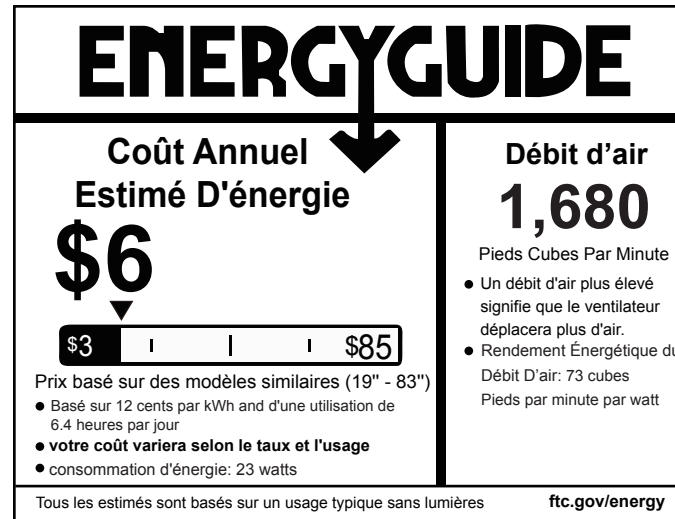 ENERGYGUIDE
Coût Annuel
Estimé D'énergie
$6
$3 $85
Prix basé sur des modèles similaires (19" - 83")
● Basé sur 12 cents par kWh and d'une utilisation de
6.4 heures par jour
● votre coût variera selon le taux et l'usage
● consommation d'énergie: 23 watts
Débit d’air
1,680
Pieds Cubes Par Minute
● Un débit d'air plus élevé
signifie que le ventilateur
déplacera plus d'air.
● Rendement Énergétique du
Débit D’air: 73 cubes
Pieds par minute par watt
Tous les estimés sont basés sur un usage typique sans lumières
ftc.gov/energy